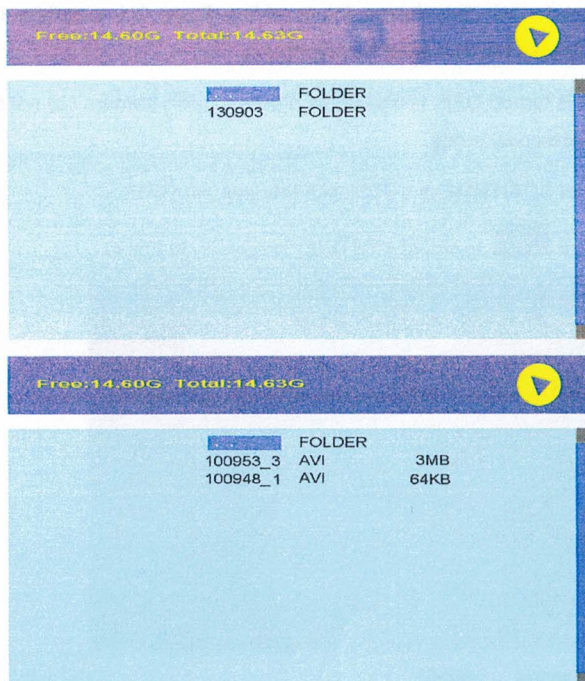 Free:14.60G Total:14.63G
FOLDER
130903 FOLDER
Free:14.60G Total:14.63G
FOLDER
100953_3 AVI 3MB
100948_1 AVI 64KB